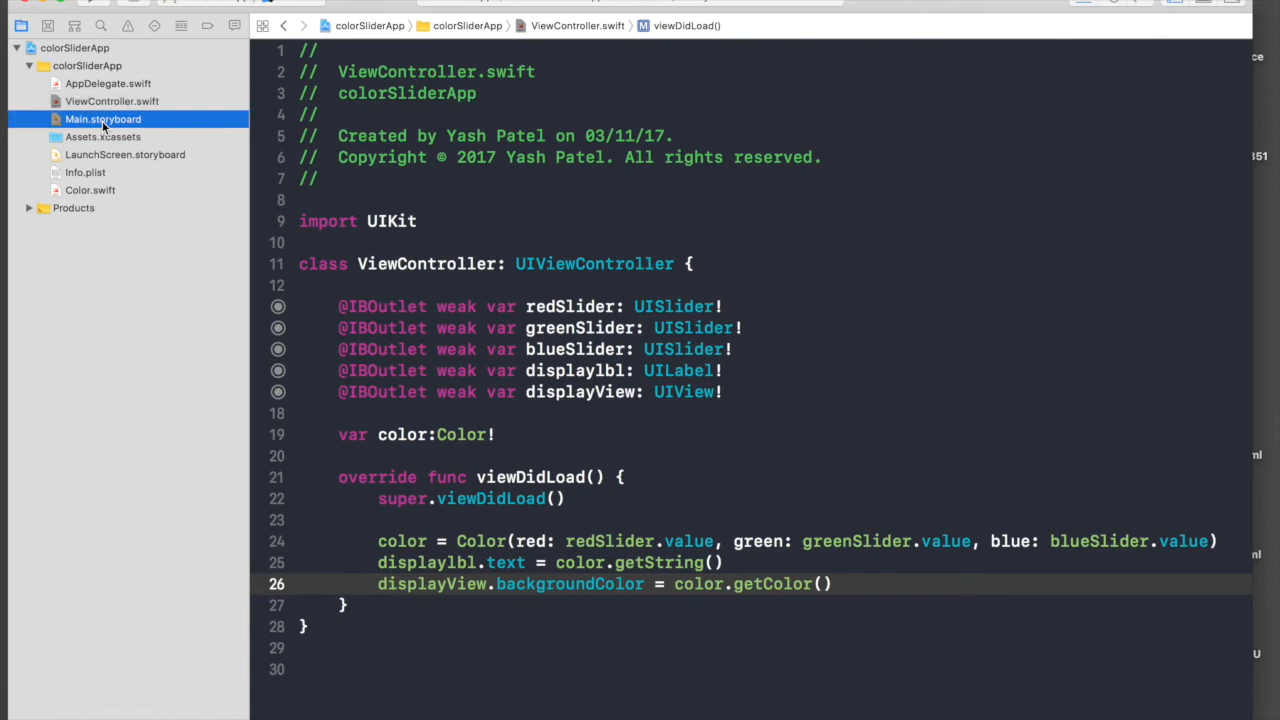 colorSliderApp
colorSliderApp
AppDelegate.swift
ViewController.swift
Main.storyboard
Assets.xcassets
LaunchScreen.storyboard
Info.plist
Color.swift
Products
colorSliderApp
colorSliderApp
ViewController.swift
M viewDidLoad()
1 //
2 // ViewController.swift
3 // colorSliderApp
4 //
5 // Created by Yash Patel on 03/11/17.
6 // Copyright © 2017 Yash Patel. All rights reserved.
7 //
8
9 import UIKit
10
11 class ViewController: UIViewController {
12
@IBOutlet weak var redSlider: UISlider!
@IBOutlet weak var greenSlider: UISlider!
@IBOutlet weak var blueSlider: UISlider!
@IBOutlet weak var displaylbl: UILabel!
@IBOutlet weak var displayView: UIView!
18
19 var color:Color!
20
21 override func viewDidLoad() {
22 super.viewDidLoad()
23
24 color = Color(red: redSlider.value, green: greenSlider.value, blue: blueSlider.value)
25 displaylbl.text = color.getString()
26 displayView.backgroundColor = color.getColor()
27 }
28 }
29
30
ce
351
ml
ml
U